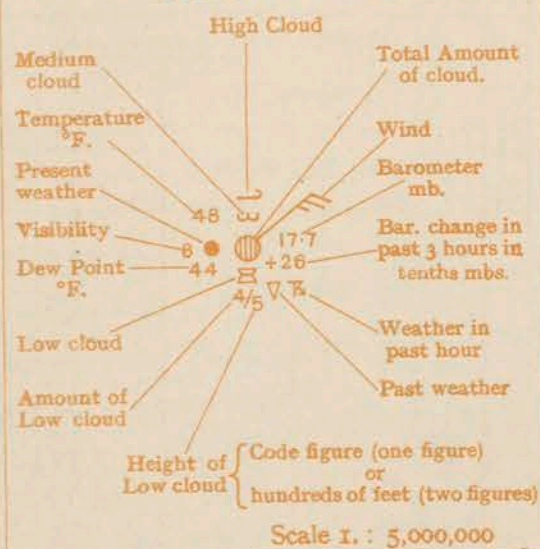 High Cloud
Medium
cloud
Total Amount
of cloud.
Temperature
°F.
Wind
Present
weather
Barometer
mb.
48
Visibility
8
17.7
Bar. change in
past 3 hours in
tenths mbs.
Dew Point
°F.
44
+26
4/5
Low cloud
Weather in
past hour
Amount of
Low cloud
Past weather
Height of
Low cloud
Code figure (one figure)
or
hundreds of feet (two figures)
Scale 1. : 5,000,000